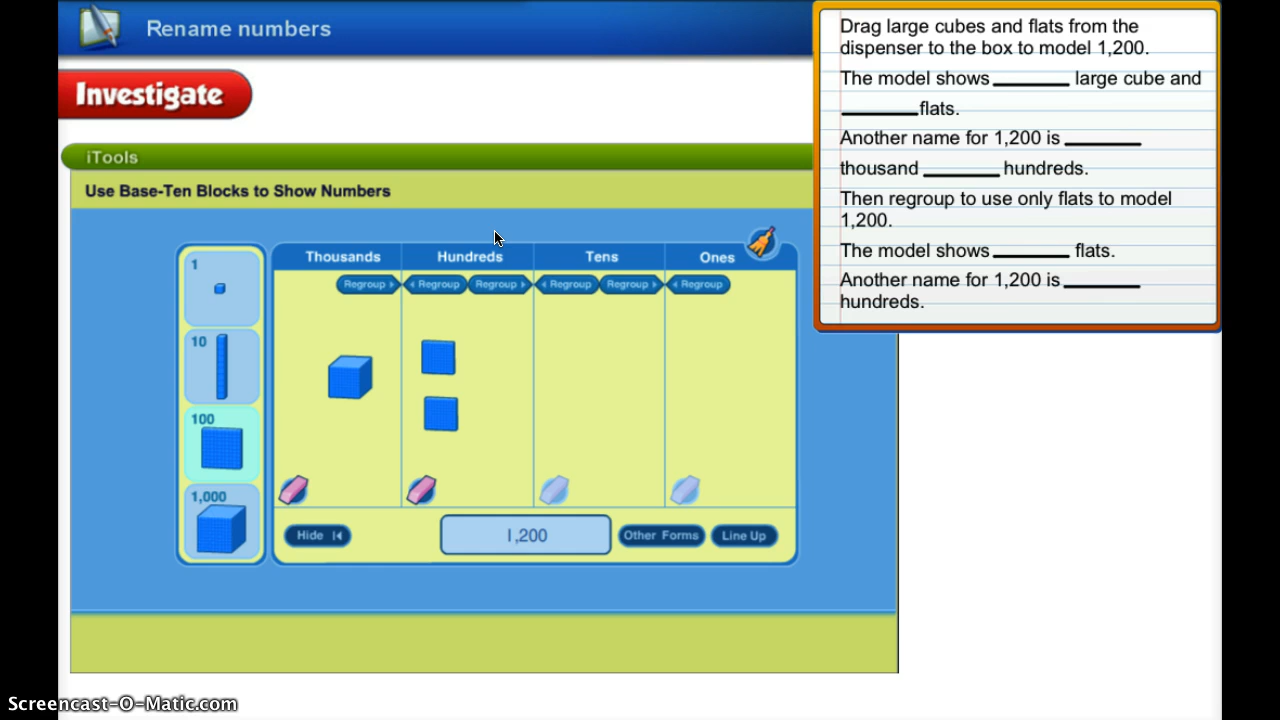 Rename numbers
Investigate
iTools
Use Base-Ten Blocks to Show Numbers
1
10
100
1,000
Thousands Hundreds Tens Ones
Regroup Regroup Regroup Regroup Regroup Regroup
Hide 1,200 Other Forms Line Up
Drag large cubes and flats from the
dispenser to the box to model 1,200.
The model shows ________ large cube and
________ flats.
Another name for 1,200 is ________
thousand ________ hundreds.
Then regroup to use only flats to model
1,200.
The model shows ________ flats.
Another name for 1,200 is ________
hundreds.
Screencast-O-Matic.com